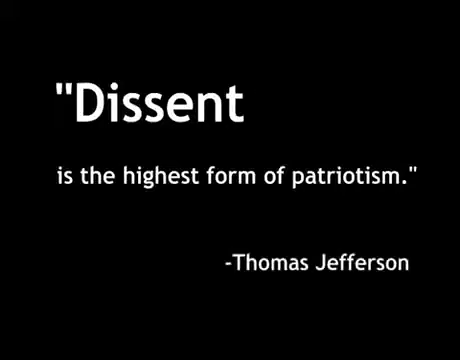 "Dissent
is the highest form of patriotism."
-Thomas Jefferson